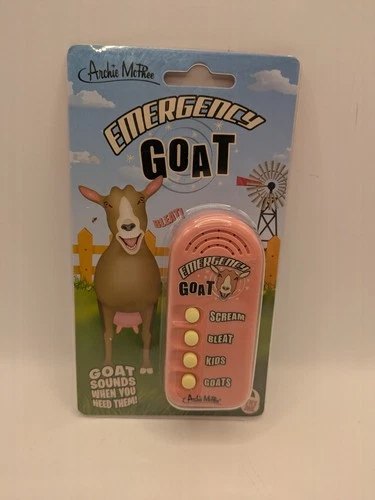 Archie McPhee
EMERGENCY
GOAT
BLEAT!
EMERGENCY
GOAT
SCREAM
BLEAT
KIDS
GOATS
Archie McPhee
GOAT
SOUNDS
WHEN YOU
NEED THEM!